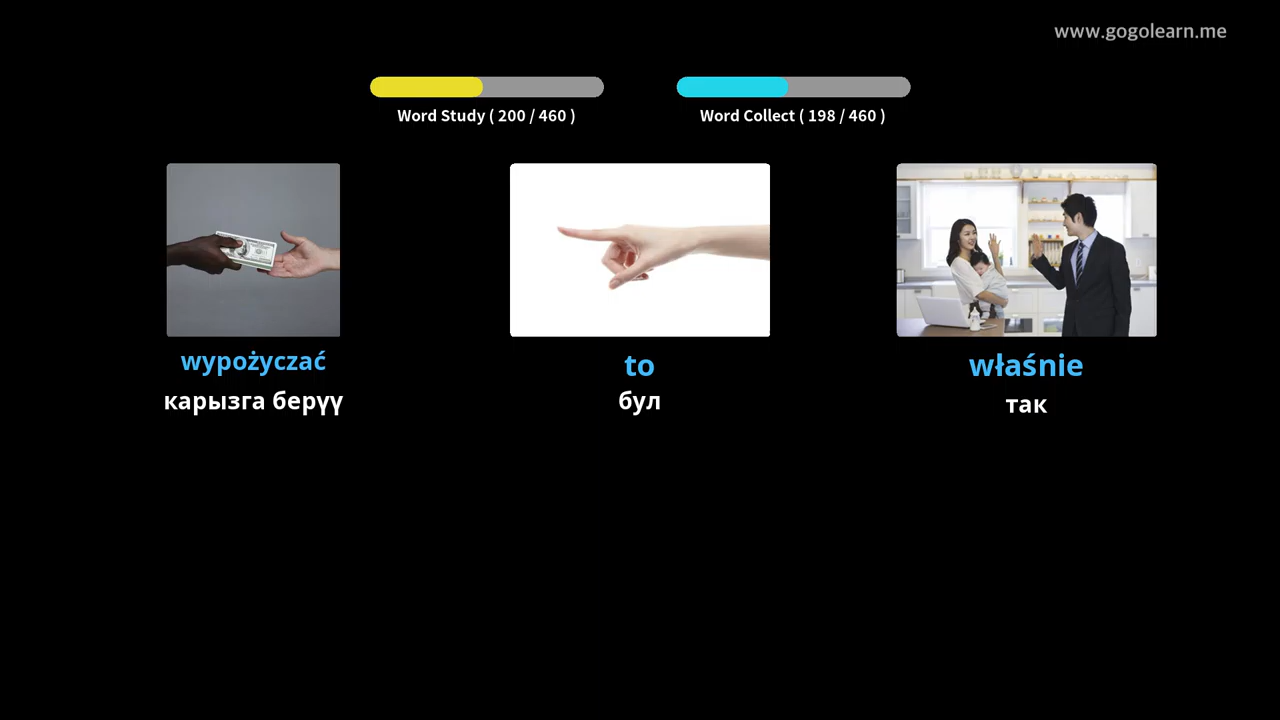 www.gogolearn.me
Word Study ( 200 / 460 )
Word Collect ( 198 / 460 )
wypożyczać
карызга берүү
to
бул
właśnie
так